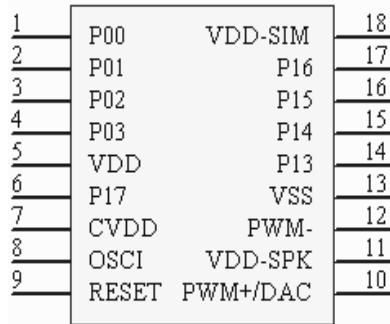 1 P00 VDD-SIM 18
2 P01 P16 17
3 P02 P15 16
4 P03 P14 15
5 VDD P13 14
6 P17 VSS 13
7 CVDD PWM- 12
8 OSCI VDD-SPK 11
9 RESET PWM+/DAC 10